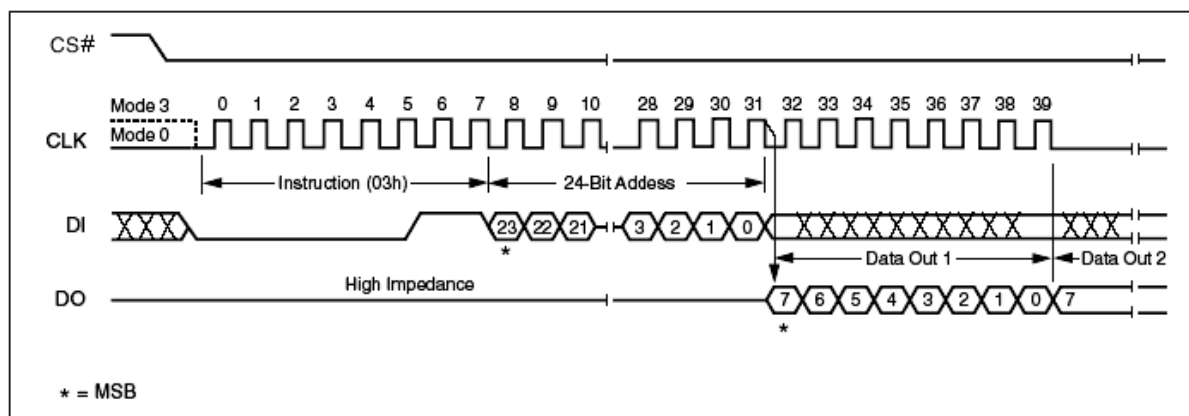 CS#
Mode 3 0 1 2 3 4 5 6 7 8 9 10 28 29 30 31 32 33 34 35 36 37 38 39
CLK Mode 0
Instruction (03h) 24-Bit Addess
DI 23 22 21 3 2 1 0
*
Data Out 1 Data Out 2
High Impedance
DO 7 6 5 4 3 2 1 0 7
*
* = MSB